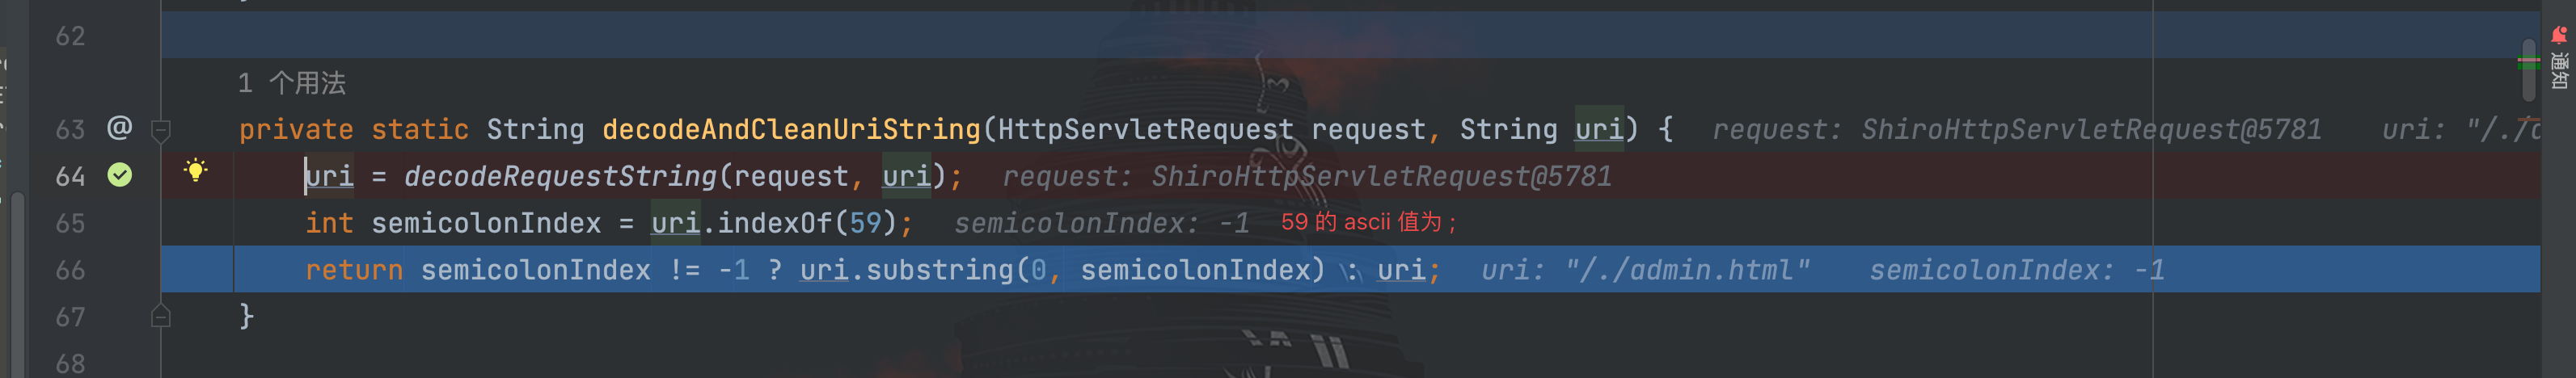 62
1 个用法
63 @ private static String decodeAndCleanUriString(HttpServletRequest request, String uri) { request: ShiroHttpServletRequest@5781 uri: "/./
64 uri = decodeRequestString(request, uri); request: ShiroHttpServletRequest@5781
65 int semicolonIndex = uri.indexOf(59); semicolonIndex: -1 59 的 ascii 值为 ;
66 return semicolonIndex != -1 ? uri.substring(0, semicolonIndex) : uri; uri: "/./admin.html" semicolonIndex: -1
67 }
68
通知